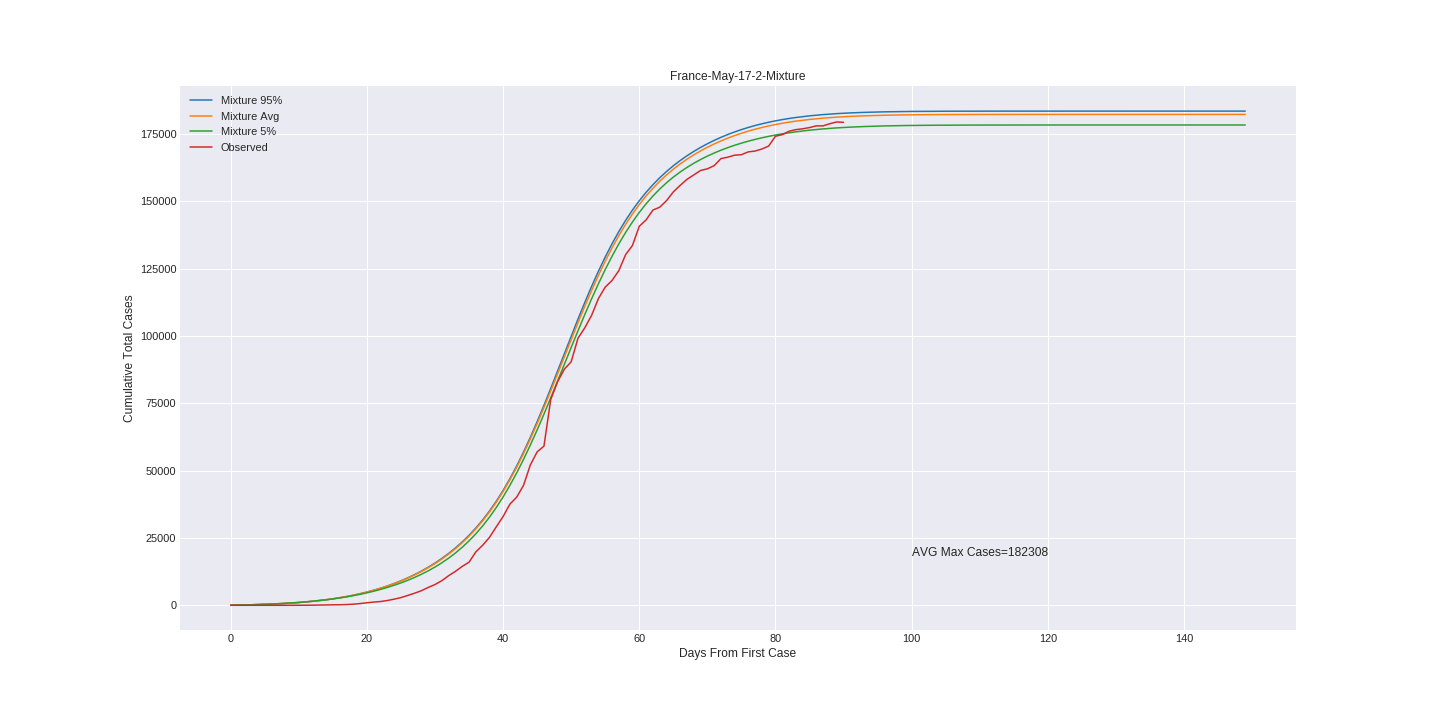 France-May-17-2-Mixture
Mixture 95%
Mixture Avg
Mixture 5%
Observed
Cumulative Total Cases
175000
150000
125000
100000
75000
50000
25000
0
AVG Max Cases=182308
0 20 40 60 80 100 120 140
Days From First Case